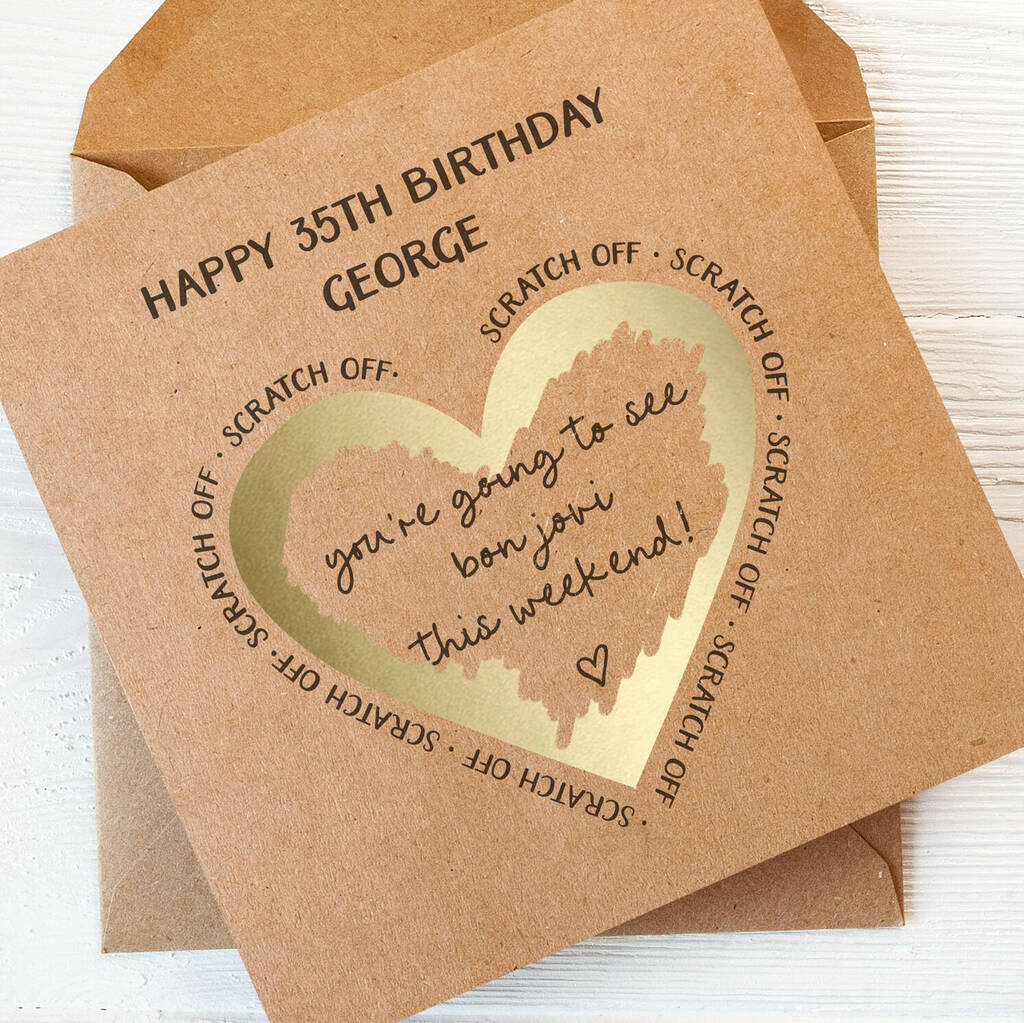 HAPPY 35TH BIRTHDAY
GEORGE
SCRATCH OFF · SCRATCH OFF · SCRATCH OFF · SCRATCH OFF · SCRATCH OFF · SCRATCH OFF · SCRATCH OFF · SCRATCH OFF ·
you're going to see
bon jovi
this weekend!